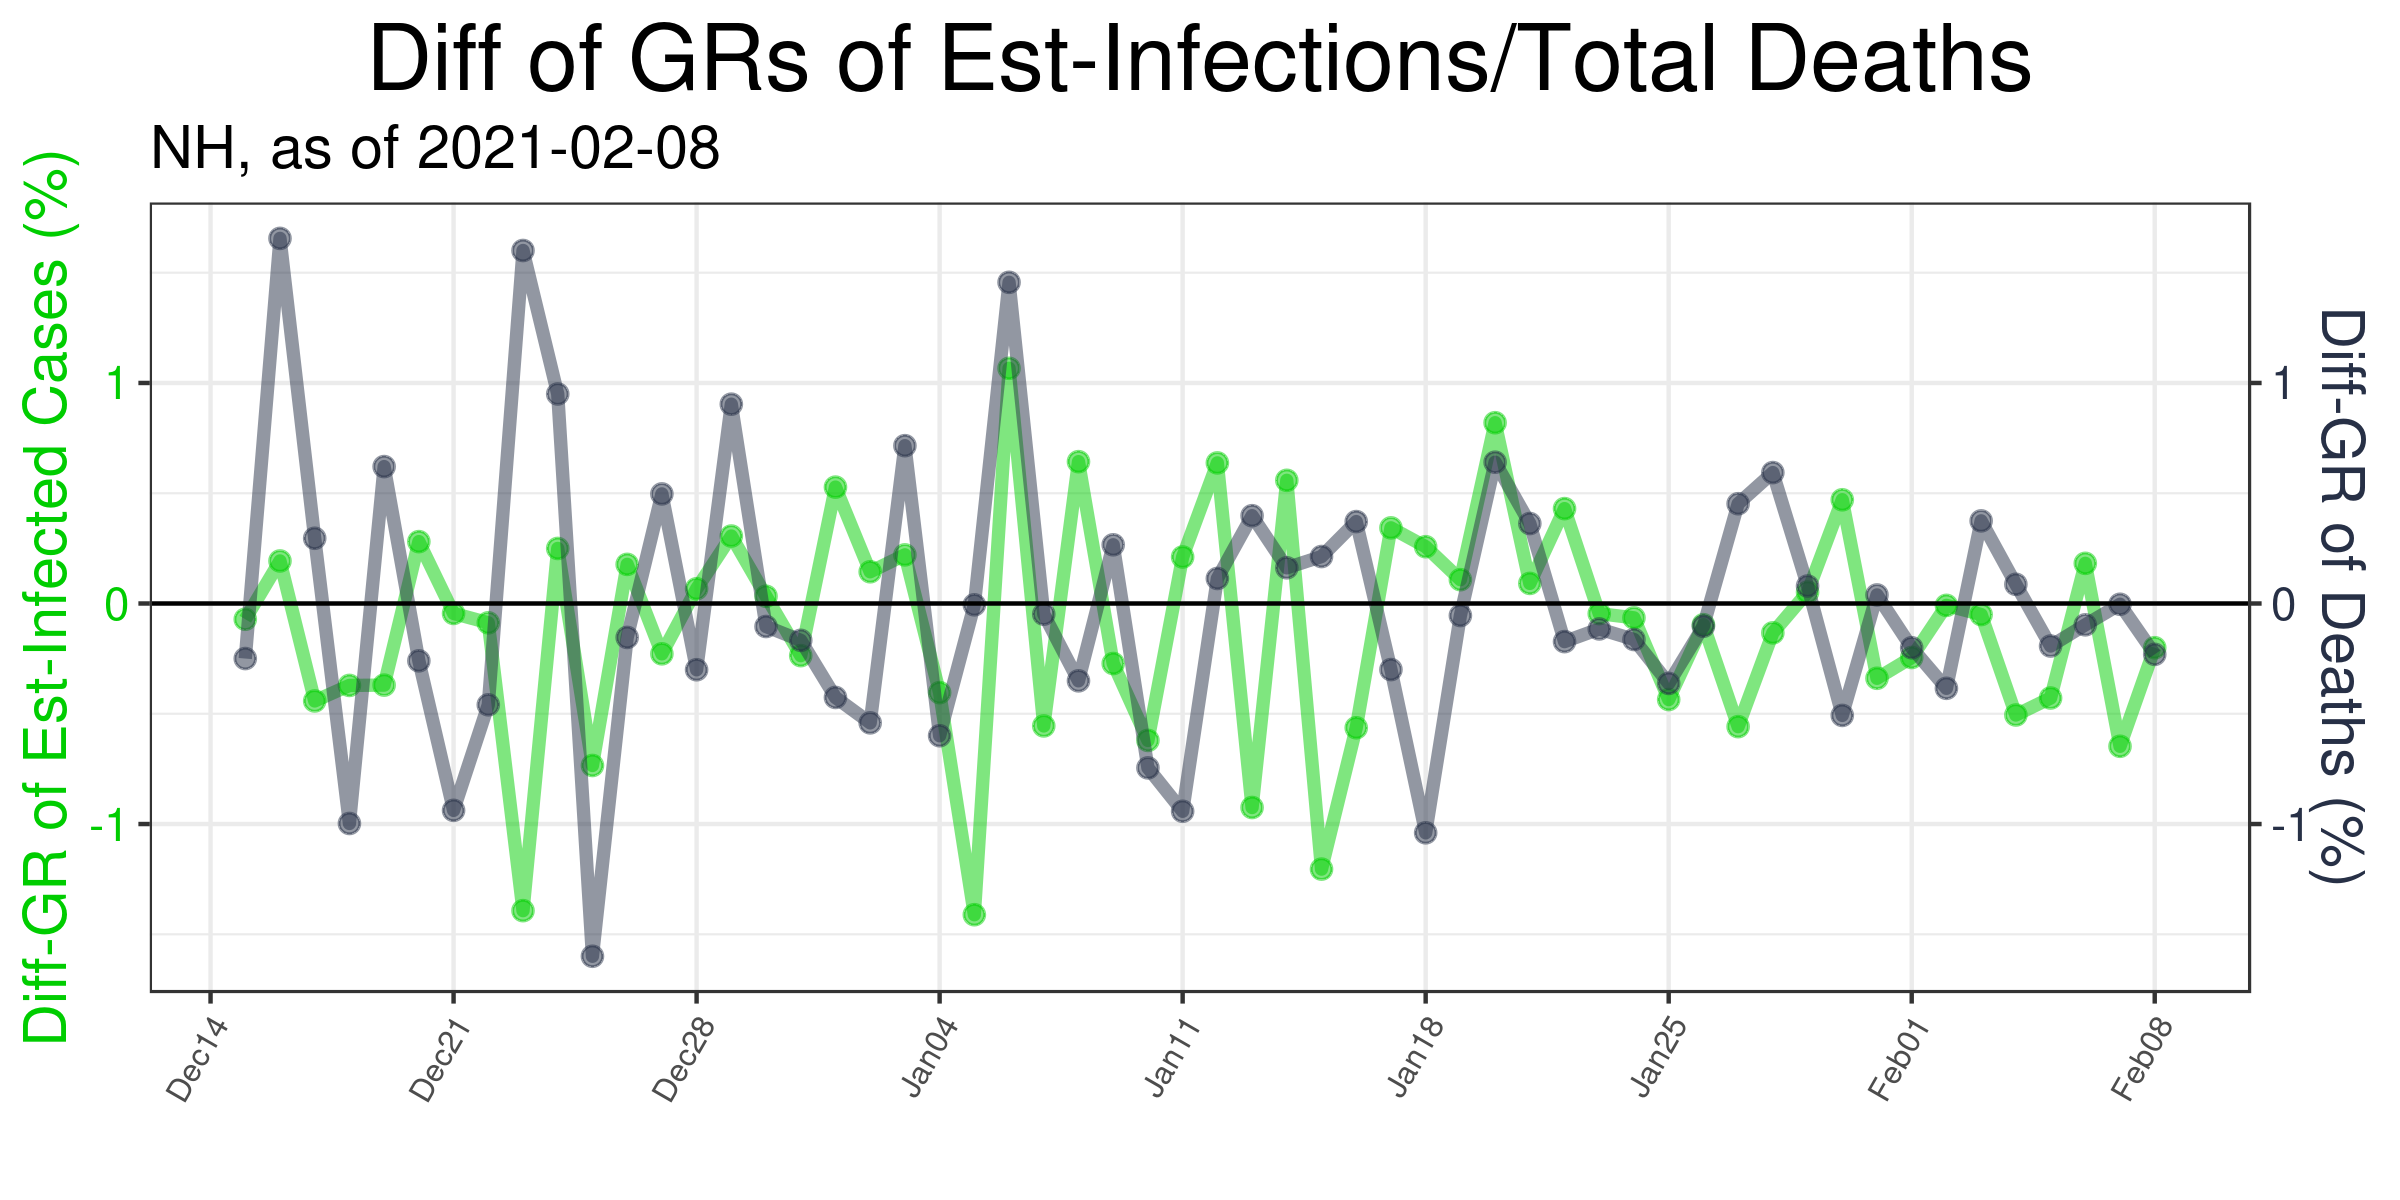 Diff of GRs of Est-Infections/Total Deaths
NH, as of 2021-02-08
Diff-GR of Est-Infected Cases (%)
1
0
-1
1
0
-1
Diff-GR of Deaths (%)
Dec14
Dec21
Dec28
Jan04
Jan11
Jan18
Jan25
Feb01
Feb08